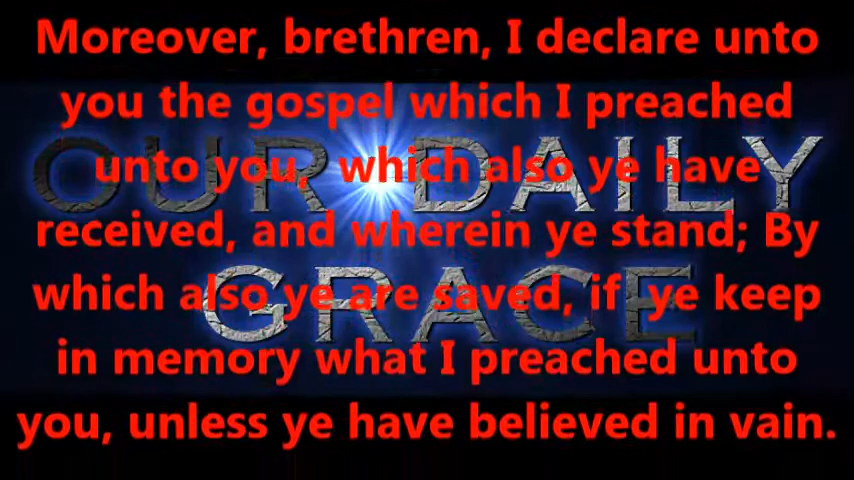 Moreover, brethren, I declare unto
you the gospel which I preached
unto you, which also ye have
received, and wherein ye stand; By
which also ye are saved, if ye keep
in memory what I preached unto
you, unless ye have believed in vain.
OUR DAILY
GRACE